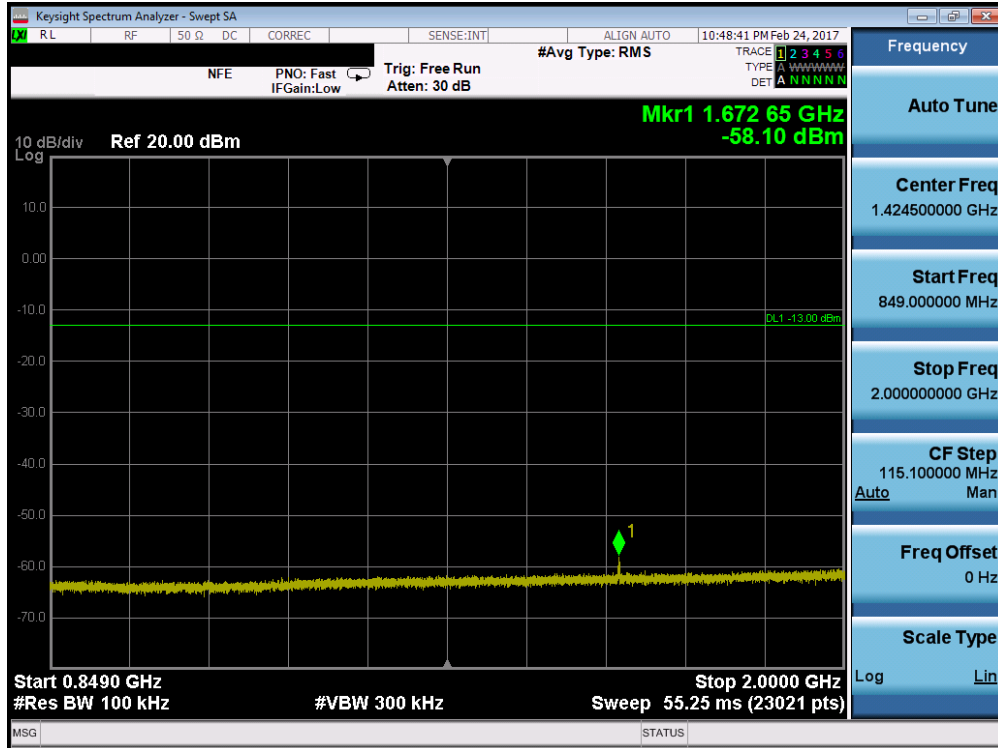 Keysight Spectrum Analyzer - Swept SA
LXI RL RF 50 Ω DC CORREC SENSE:INT ALIGN AUTO 10:48:41 PM Feb 24, 2017
#Avg Type: RMS
TRACE 1 2 3 4 5 6
TYPE A WWWWW
DET A N N N N N
NFE PNO: Fast Trig: Free Run
IFGain:Low Atten: 30 dB
Mkr1 1.672 65 GHz
-58.10 dBm
10 dB/div Ref 20.00 dBm
Log
10.0
0.00
-10.0
DL1 -13.00 dBm
-20.0
-30.0
-40.0
-50.0
1
-60.0
-70.0
Start 0.8490 GHz Stop 2.0000 GHz
#Res BW 100 kHz #VBW 300 kHz Sweep 55.25 ms (23021 pts)
MSG STATUS
Frequency
Auto Tune
Center Freq
1.424500000 GHz
Start Freq
849.000000 MHz
Stop Freq
2.000000000 GHz
CF Step
115.100000 MHz
Auto Man
Freq Offset
0 Hz
Scale Type
Log Lin